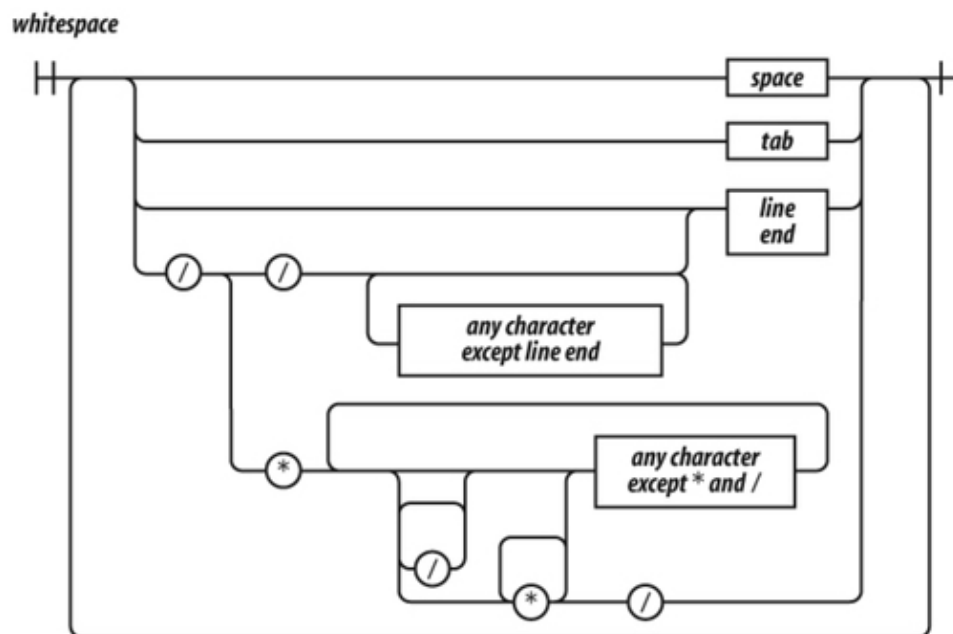 whitespace
space
tab
line
end
/ /
any character
except line end
*
any character
except * and /
/
* /